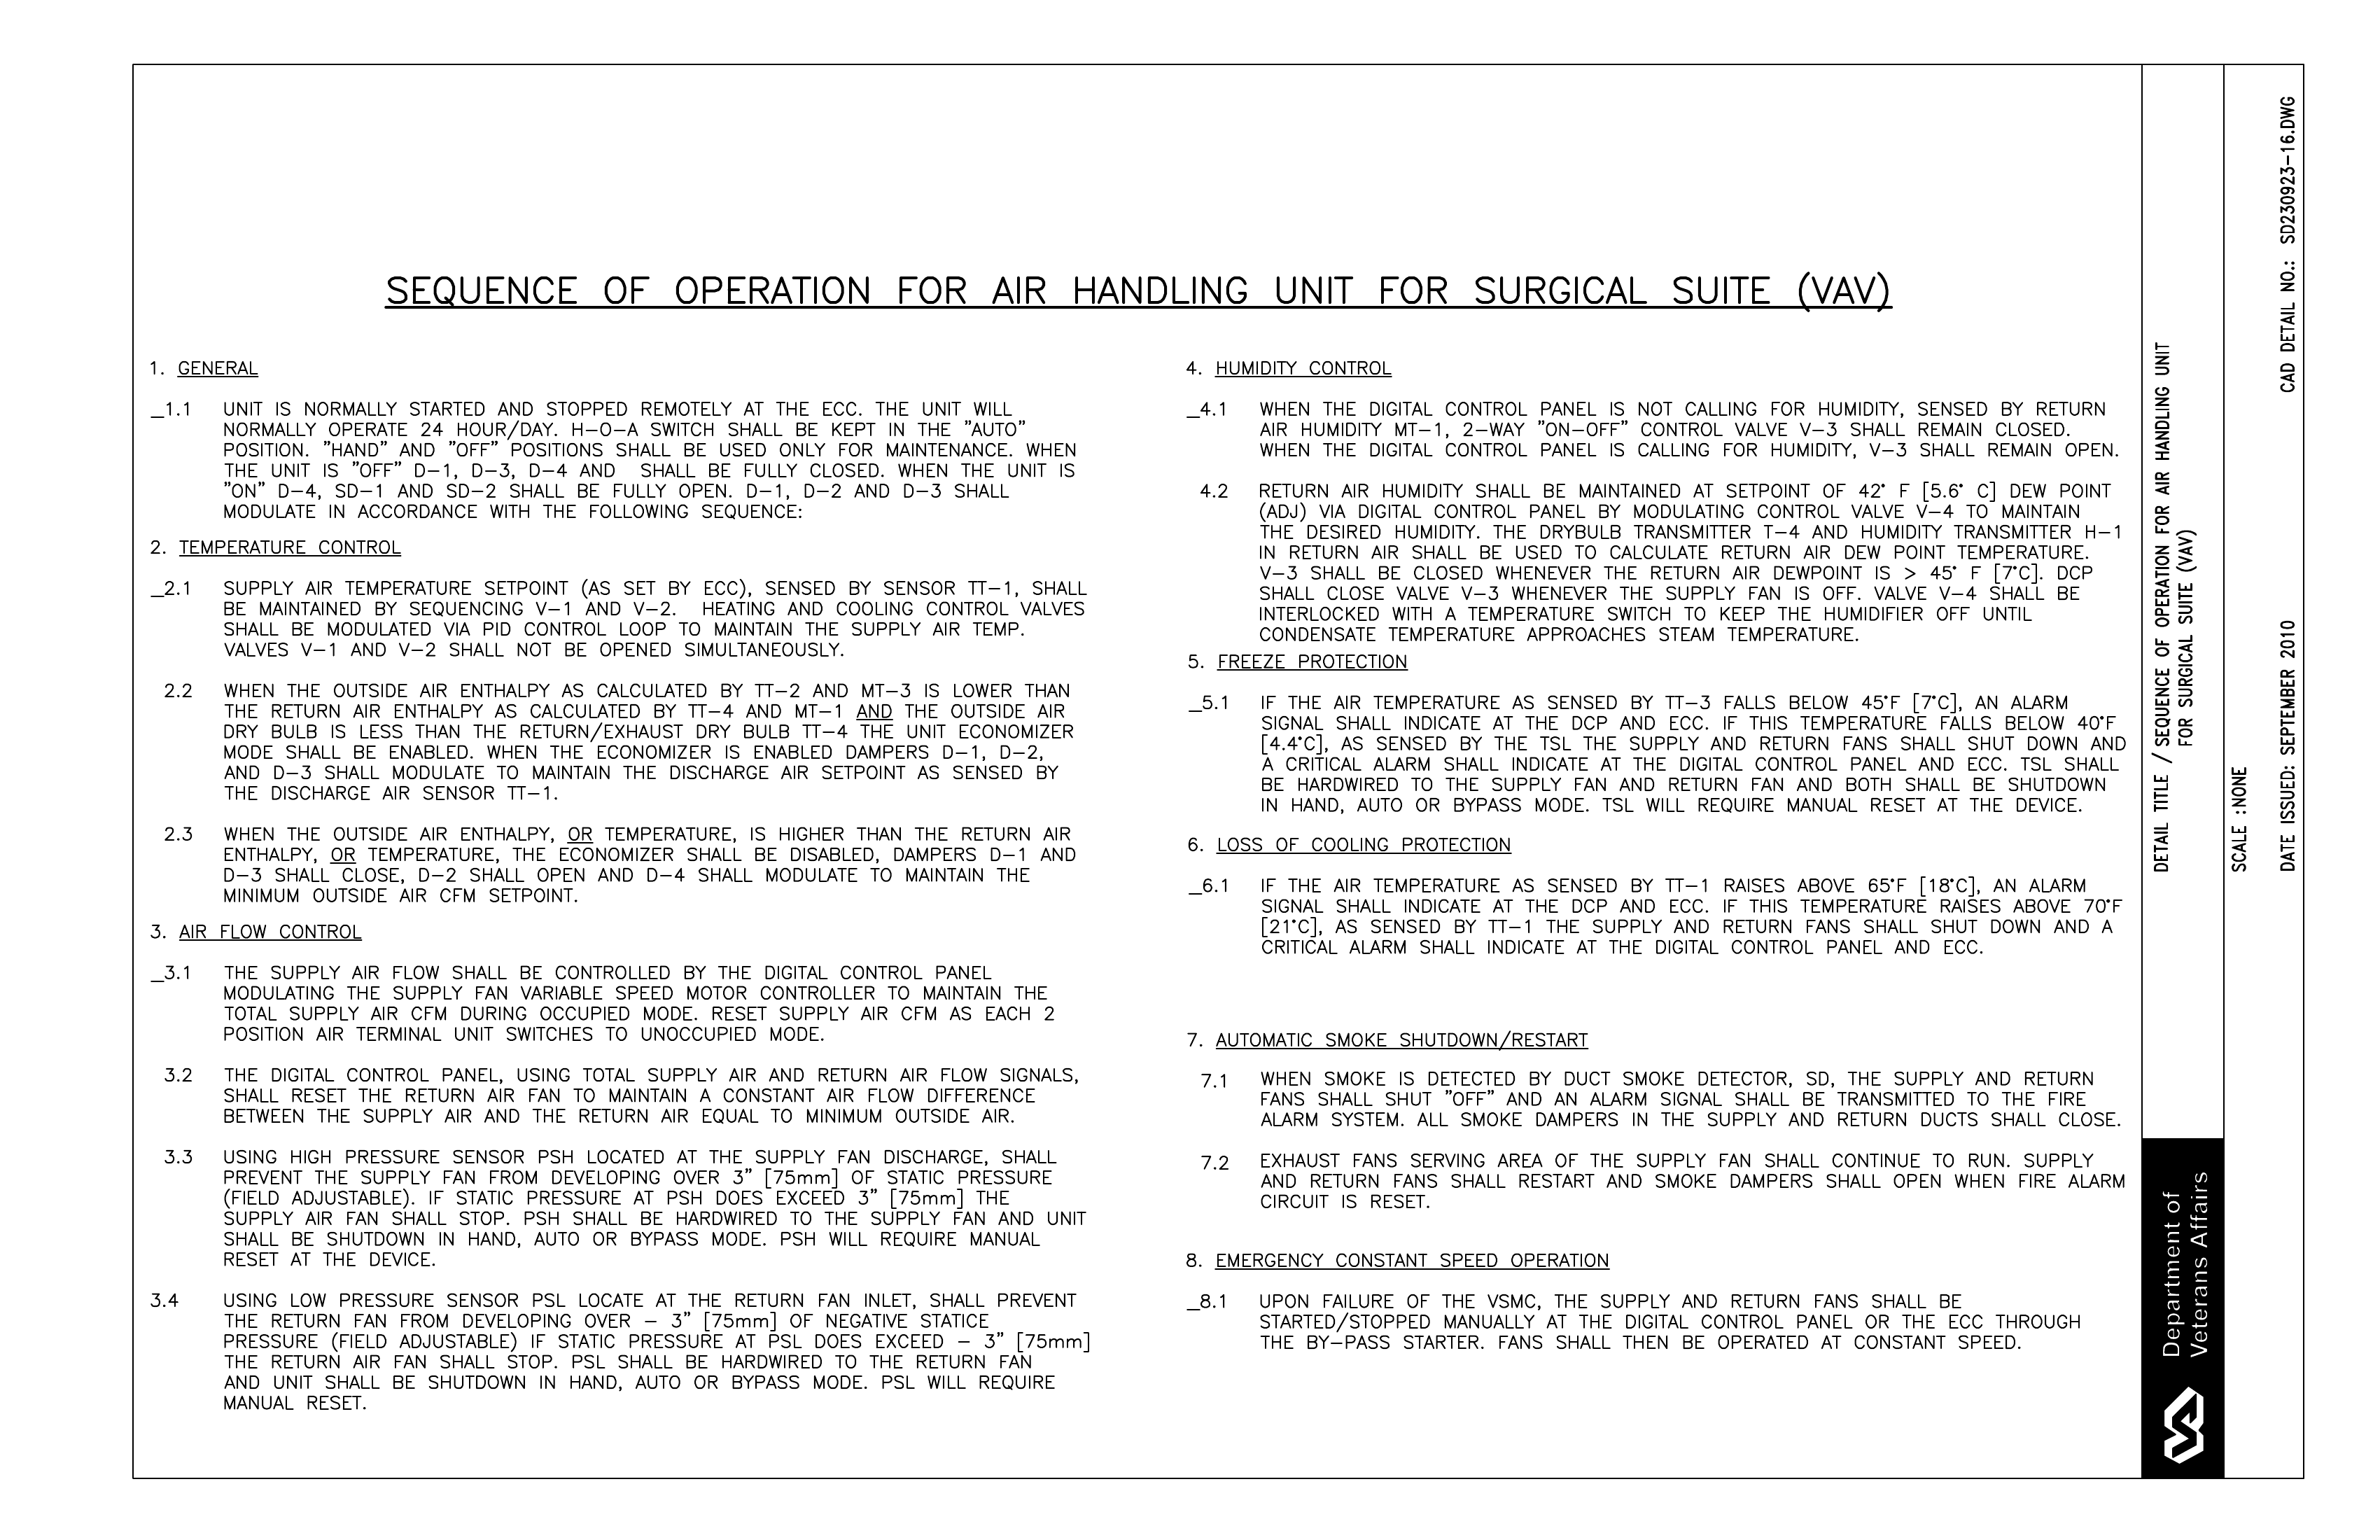 SEQUENCE OF OPERATION FOR AIR HANDLING UNIT FOR SURGICAL SUITE (VAV)
1. GENERAL
_1.1 UNIT IS NORMALLY STARTED AND STOPPED REMOTELY AT THE ECC. THE UNIT WILL
NORMALLY OPERATE 24 HOUR/DAY. H-O-A SWITCH SHALL BE KEPT IN THE "AUTO"
POSITION. "HAND" AND "OFF" POSITIONS SHALL BE USED ONLY FOR MAINTENANCE. WHEN
THE UNIT IS "OFF" D-1, D-3, D-4 AND SHALL BE FULLY CLOSED. WHEN THE UNIT IS
"ON" D-4, SD-1 AND SD-2 SHALL BE FULLY OPEN. D-1, D-2 AND D-3 SHALL
MODULATE IN ACCORDANCE WITH THE FOLLOWING SEQUENCE:
2. TEMPERATURE CONTROL
_2.1 SUPPLY AIR TEMPERATURE SETPOINT (AS SET BY ECC), SENSED BY SENSOR TT-1, SHALL
BE MAINTAINED BY SEQUENCING V-1 AND V-2. HEATING AND COOLING CONTROL VALVES
SHALL BE MODULATED VIA PID CONTROL LOOP TO MAINTAIN THE SUPPLY AIR TEMP.
VALVES V-1 AND V-2 SHALL NOT BE OPENED SIMULTANEOUSLY.
2.2 WHEN THE OUTSIDE AIR ENTHALPY AS CALCULATED BY TT-2 AND MT-3 IS LOWER THAN
THE RETURN AIR ENTHALPY AS CALCULATED BY TT-4 AND MT-1 AND THE OUTSIDE AIR
DRY BULB IS LESS THAN THE RETURN/EXHAUST DRY BULB TT-4 THE UNIT ECONOMIZER
MODE SHALL BE ENABLED. WHEN THE ECONOMIZER IS ENABLED DAMPERS D-1, D-2,
AND D-3 SHALL MODULATE TO MAINTAIN THE DISCHARGE AIR SETPOINT AS SENSED BY
THE DISCHARGE AIR SENSOR TT-1.
2.3 WHEN THE OUTSIDE AIR ENTHALPY, OR TEMPERATURE, IS HIGHER THAN THE RETURN AIR
ENTHALPY, OR TEMPERATURE, THE ECONOMIZER SHALL BE DISABLED, DAMPERS D-1 AND
D-3 SHALL CLOSE, D-2 SHALL OPEN AND D-4 SHALL MODULATE TO MAINTAIN THE
MINIMUM OUTSIDE AIR CFM SETPOINT.
3. AIR FLOW CONTROL
_3.1 THE SUPPLY AIR FLOW SHALL BE CONTROLLED BY THE DIGITAL CONTROL PANEL
MODULATING THE SUPPLY FAN VARIABLE SPEED MOTOR CONTROLLER TO MAINTAIN THE
TOTAL SUPPLY AIR CFM DURING OCCUPIED MODE. RESET SUPPLY AIR CFM AS EACH 2
POSITION AIR TERMINAL UNIT SWITCHES TO UNOCCUPIED MODE.
3.2 THE DIGITAL CONTROL PANEL, USING TOTAL SUPPLY AIR AND RETURN AIR FLOW SIGNALS,
SHALL RESET THE RETURN AIR FAN TO MAINTAIN A CONSTANT AIR FLOW DIFFERENCE
BETWEEN THE SUPPLY AIR AND THE RETURN AIR EQUAL TO MINIMUM OUTSIDE AIR.
3.3 USING HIGH PRESSURE SENSOR PSH LOCATED AT THE SUPPLY FAN DISCHARGE, SHALL
PREVENT THE SUPPLY FAN FROM DEVELOPING OVER 3" [75mm] OF STATIC PRESSURE
(FIELD ADJUSTABLE). IF STATIC PRESSURE AT PSH DOES EXCEED 3" [75mm] THE
SUPPLY AIR FAN SHALL STOP. PSH SHALL BE HARDWIRED TO THE SUPPLY FAN AND UNIT
SHALL BE SHUTDOWN IN HAND, AUTO OR BYPASS MODE. PSH WILL REQUIRE MANUAL
RESET AT THE DEVICE.
3.4 USING LOW PRESSURE SENSOR PSL LOCATE AT THE RETURN FAN INLET, SHALL PREVENT
THE RETURN FAN FROM DEVELOPING OVER - 3" [75mm] OF NEGATIVE STATICE
PRESSURE (FIELD ADJUSTABLE) IF STATIC PRESSURE AT PSL DOES EXCEED - 3" [75mm]
THE RETURN AIR FAN SHALL STOP. PSL SHALL BE HARDWIRED TO THE RETURN FAN
AND UNIT SHALL BE SHUTDOWN IN HAND, AUTO OR BYPASS MODE. PSL WILL REQUIRE
MANUAL RESET.
4. HUMIDITY CONTROL
_4.1 WHEN THE DIGITAL CONTROL PANEL IS NOT CALLING FOR HUMIDITY, SENSED BY RETURN
AIR HUMIDITY MT-1, 2-WAY "ON-OFF" CONTROL VALVE V-3 SHALL REMAIN CLOSED.
WHEN THE DIGITAL CONTROL PANEL IS CALLING FOR HUMIDITY, V-3 SHALL REMAIN OPEN.
4.2 RETURN AIR HUMIDITY SHALL BE MAINTAINED AT SETPOINT OF 42° F [5.6° C] DEW POINT
(ADJ) VIA DIGITAL CONTROL PANEL BY MODULATING CONTROL VALVE V-4 TO MAINTAIN
THE DESIRED HUMIDITY. THE DRYBULB TRANSMITTER T-4 AND HUMIDITY TRANSMITTER H-1
IN RETURN AIR SHALL BE USED TO CALCULATE RETURN AIR DEW POINT TEMPERATURE.
V-3 SHALL BE CLOSED WHENEVER THE RETURN AIR DEWPOINT IS > 45° F [7°C]. DCP
SHALL CLOSE VALVE V-3 WHENEVER THE SUPPLY FAN IS OFF. VALVE V-4 SHALL BE
INTERLOCKED WITH A TEMPERATURE SWITCH TO KEEP THE HUMIDIFIER OFF UNTIL
CONDENSATE TEMPERATURE APPROACHES STEAM TEMPERATURE.
5. FREEZE PROTECTION
_5.1 IF THE AIR TEMPERATURE AS SENSED BY TT-3 FALLS BELOW 45°F [7°C], AN ALARM
SIGNAL SHALL INDICATE AT THE DCP AND ECC. IF THIS TEMPERATURE FALLS BELOW 40°F
[4.4°C], AS SENSED BY THE TSL THE SUPPLY AND RETURN FANS SHALL SHUT DOWN AND
A CRITICAL ALARM SHALL INDICATE AT THE DIGITAL CONTROL PANEL AND ECC. TSL SHALL
BE HARDWIRED TO THE SUPPLY FAN AND RETURN FAN AND BOTH SHALL BE SHUTDOWN
IN HAND, AUTO OR BYPASS MODE. TSL WILL REQUIRE MANUAL RESET AT THE DEVICE.
6. LOSS OF COOLING PROTECTION
_6.1 IF THE AIR TEMPERATURE AS SENSED BY TT-1 RAISES ABOVE 65°F [18°C], AN ALARM
SIGNAL SHALL INDICATE AT THE DCP AND ECC. IF THIS TEMPERATURE RAISES ABOVE 70°F
[21°C], AS SENSED BY TT-1 THE SUPPLY AND RETURN FANS SHALL SHUT DOWN AND A
CRITICAL ALARM SHALL INDICATE AT THE DIGITAL CONTROL PANEL AND ECC.
7. AUTOMATIC SMOKE SHUTDOWN/RESTART
7.1 WHEN SMOKE IS DETECTED BY DUCT SMOKE DETECTOR, SD, THE SUPPLY AND RETURN
FANS SHALL SHUT "OFF" AND AN ALARM SIGNAL SHALL BE TRANSMITTED TO THE FIRE
ALARM SYSTEM. ALL SMOKE DAMPERS IN THE SUPPLY AND RETURN DUCTS SHALL CLOSE.
7.2 EXHAUST FANS SERVING AREA OF THE SUPPLY FAN SHALL CONTINUE TO RUN. SUPPLY
AND RETURN FANS SHALL RESTART AND SMOKE DAMPERS SHALL OPEN WHEN FIRE ALARM
CIRCUIT IS RESET.
8. EMERGENCY CONSTANT SPEED OPERATION
_8.1 UPON FAILURE OF THE VSMC, THE SUPPLY AND RETURN FANS SHALL BE
STARTED/STOPPED MANUALLY AT THE DIGITAL CONTROL PANEL OR THE ECC THROUGH
THE BY-PASS STARTER. FANS SHALL THEN BE OPERATED AT CONSTANT SPEED.
DETAIL TITLE / SEQUENCE OF OPERATION FOR AIR HANDLING UNIT
FOR SURGICAL SUITE (VAV)
SCALE :NONE
DATE ISSUED: SEPTEMBER 2010
CAD DETAIL NO.: SD230923-16.DWG
Department of
Veterans Affairs